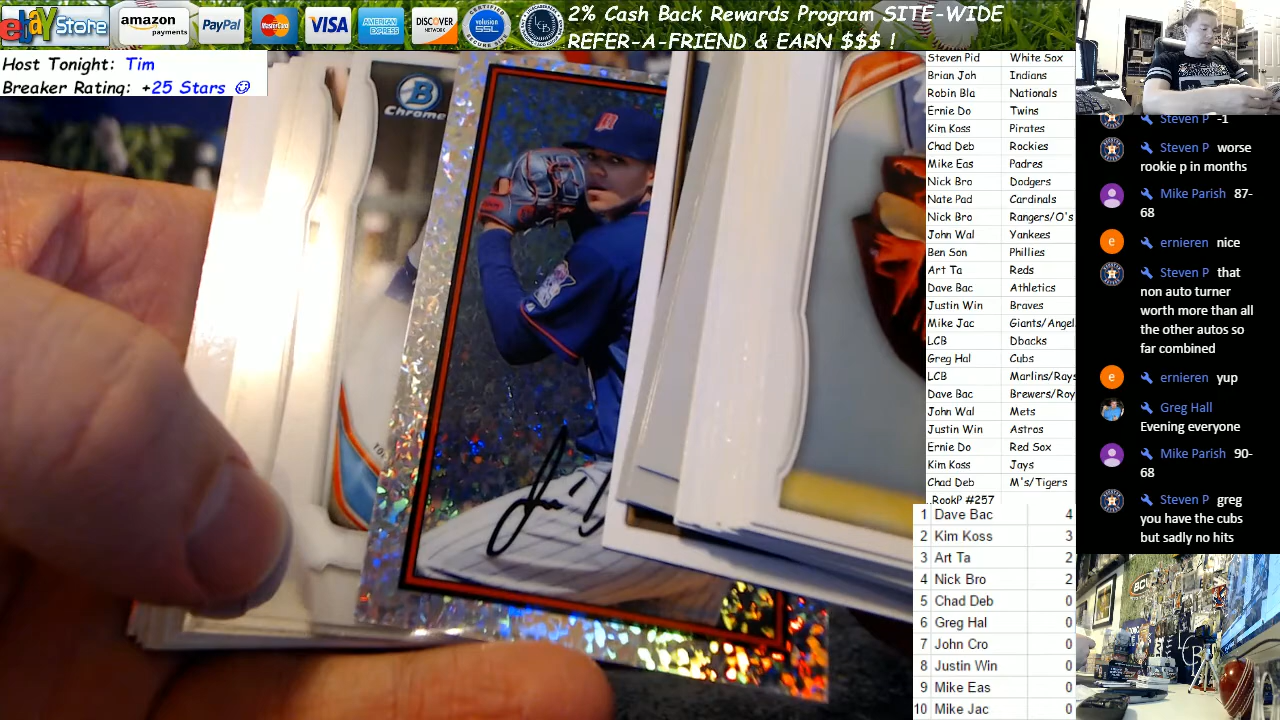 ebay Store
amazon payments
PayPal
MasterCard
VISA
AMERICAN EXPRESS
DISCOVER NETWORK
SSL
LCB
2% Cash Back Rewards Program SITE-WIDE
REFER-A-FRIEND & EARN $$$ !
Host Tonight: Tim
Breaker Rating: +25 Stars
B
Chrome
Steven Pid White Sox
Brian Joh Indians
Robin Bla Nationals
Ernie Do Twins
Kim Koss Pirates
Chad Deb Rockies
Mike Eas Padres
Nick Bro Dodgers
Nate Pad Cardinals
Nick Bro Rangers/O's
John Wal Yankees
Ben Son Phillies
Art Ta Reds
Dave Bac Athletics
Justin Win Braves
Mike Jac Giants/Angel
LCB Dbacks
Greg Hal Cubs
LCB Marlins/Rays
Dave Bac Brewers/Roy
John Wal Mets
Justin Win Astros
Ernie Do Red Sox
Kim Koss Jays
Chad Deb M's/Tigers
RookP #257
1 Dave Bac 4
2 Kim Koss 3
3 Art Ta 2
4 Nick Bro 2
5 Chad Deb 0
6 Greg Hal 0
7 John Cro 0
8 Justin Win 0
9 Mike Eas 0
10 Mike Jac 0
Steven P -1
Steven P worse
rookie p in months
Mike Parish 87-
68
e ernieren nice
Steven P that
non auto turner
worth more than all
the other autos so
far combined
e ernieren yup
Greg Hall
Evening everyone
Mike Parish 90-
68
Steven P greg
you have the cubs
but sadly no hits